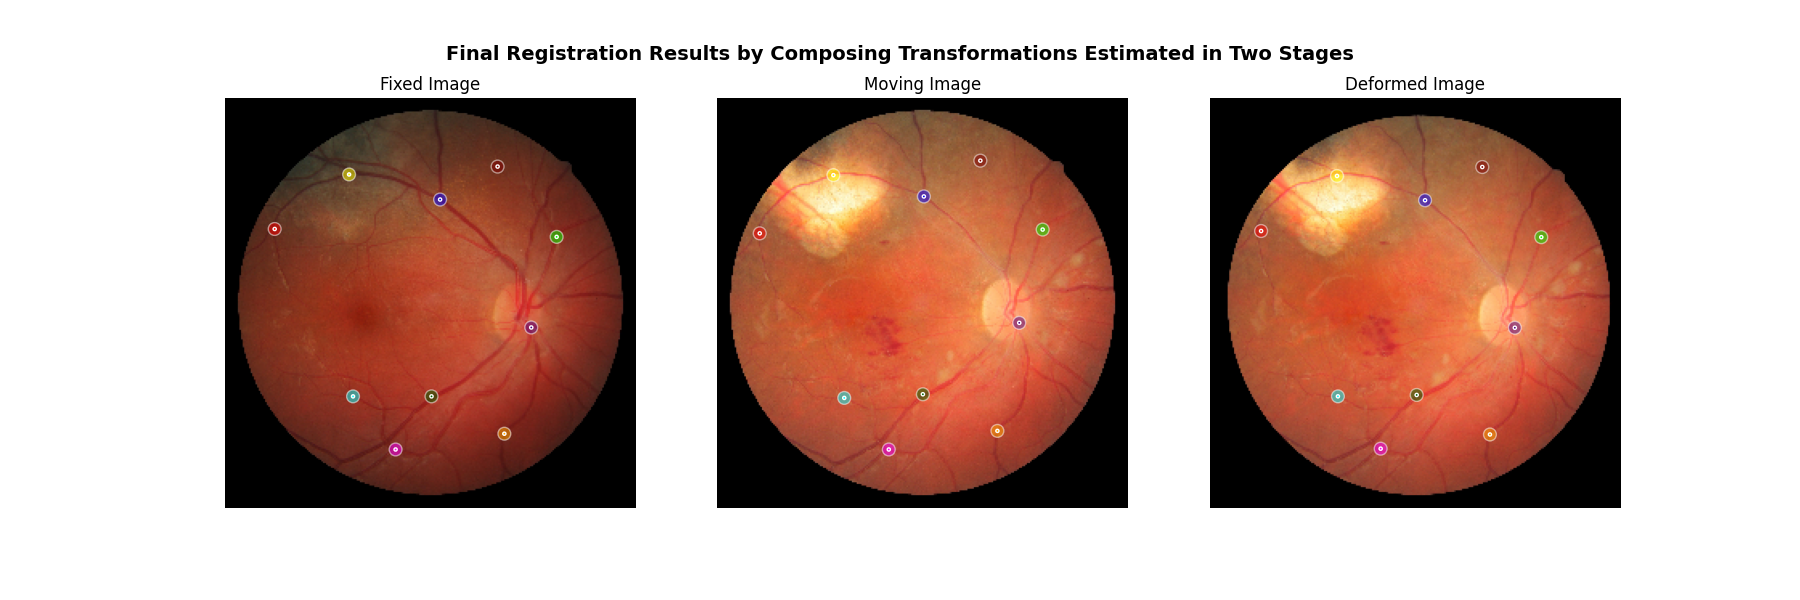 Final Registration Results by Composing Transformations Estimated in Two Stages
Fixed Image
Moving Image
Deformed Image